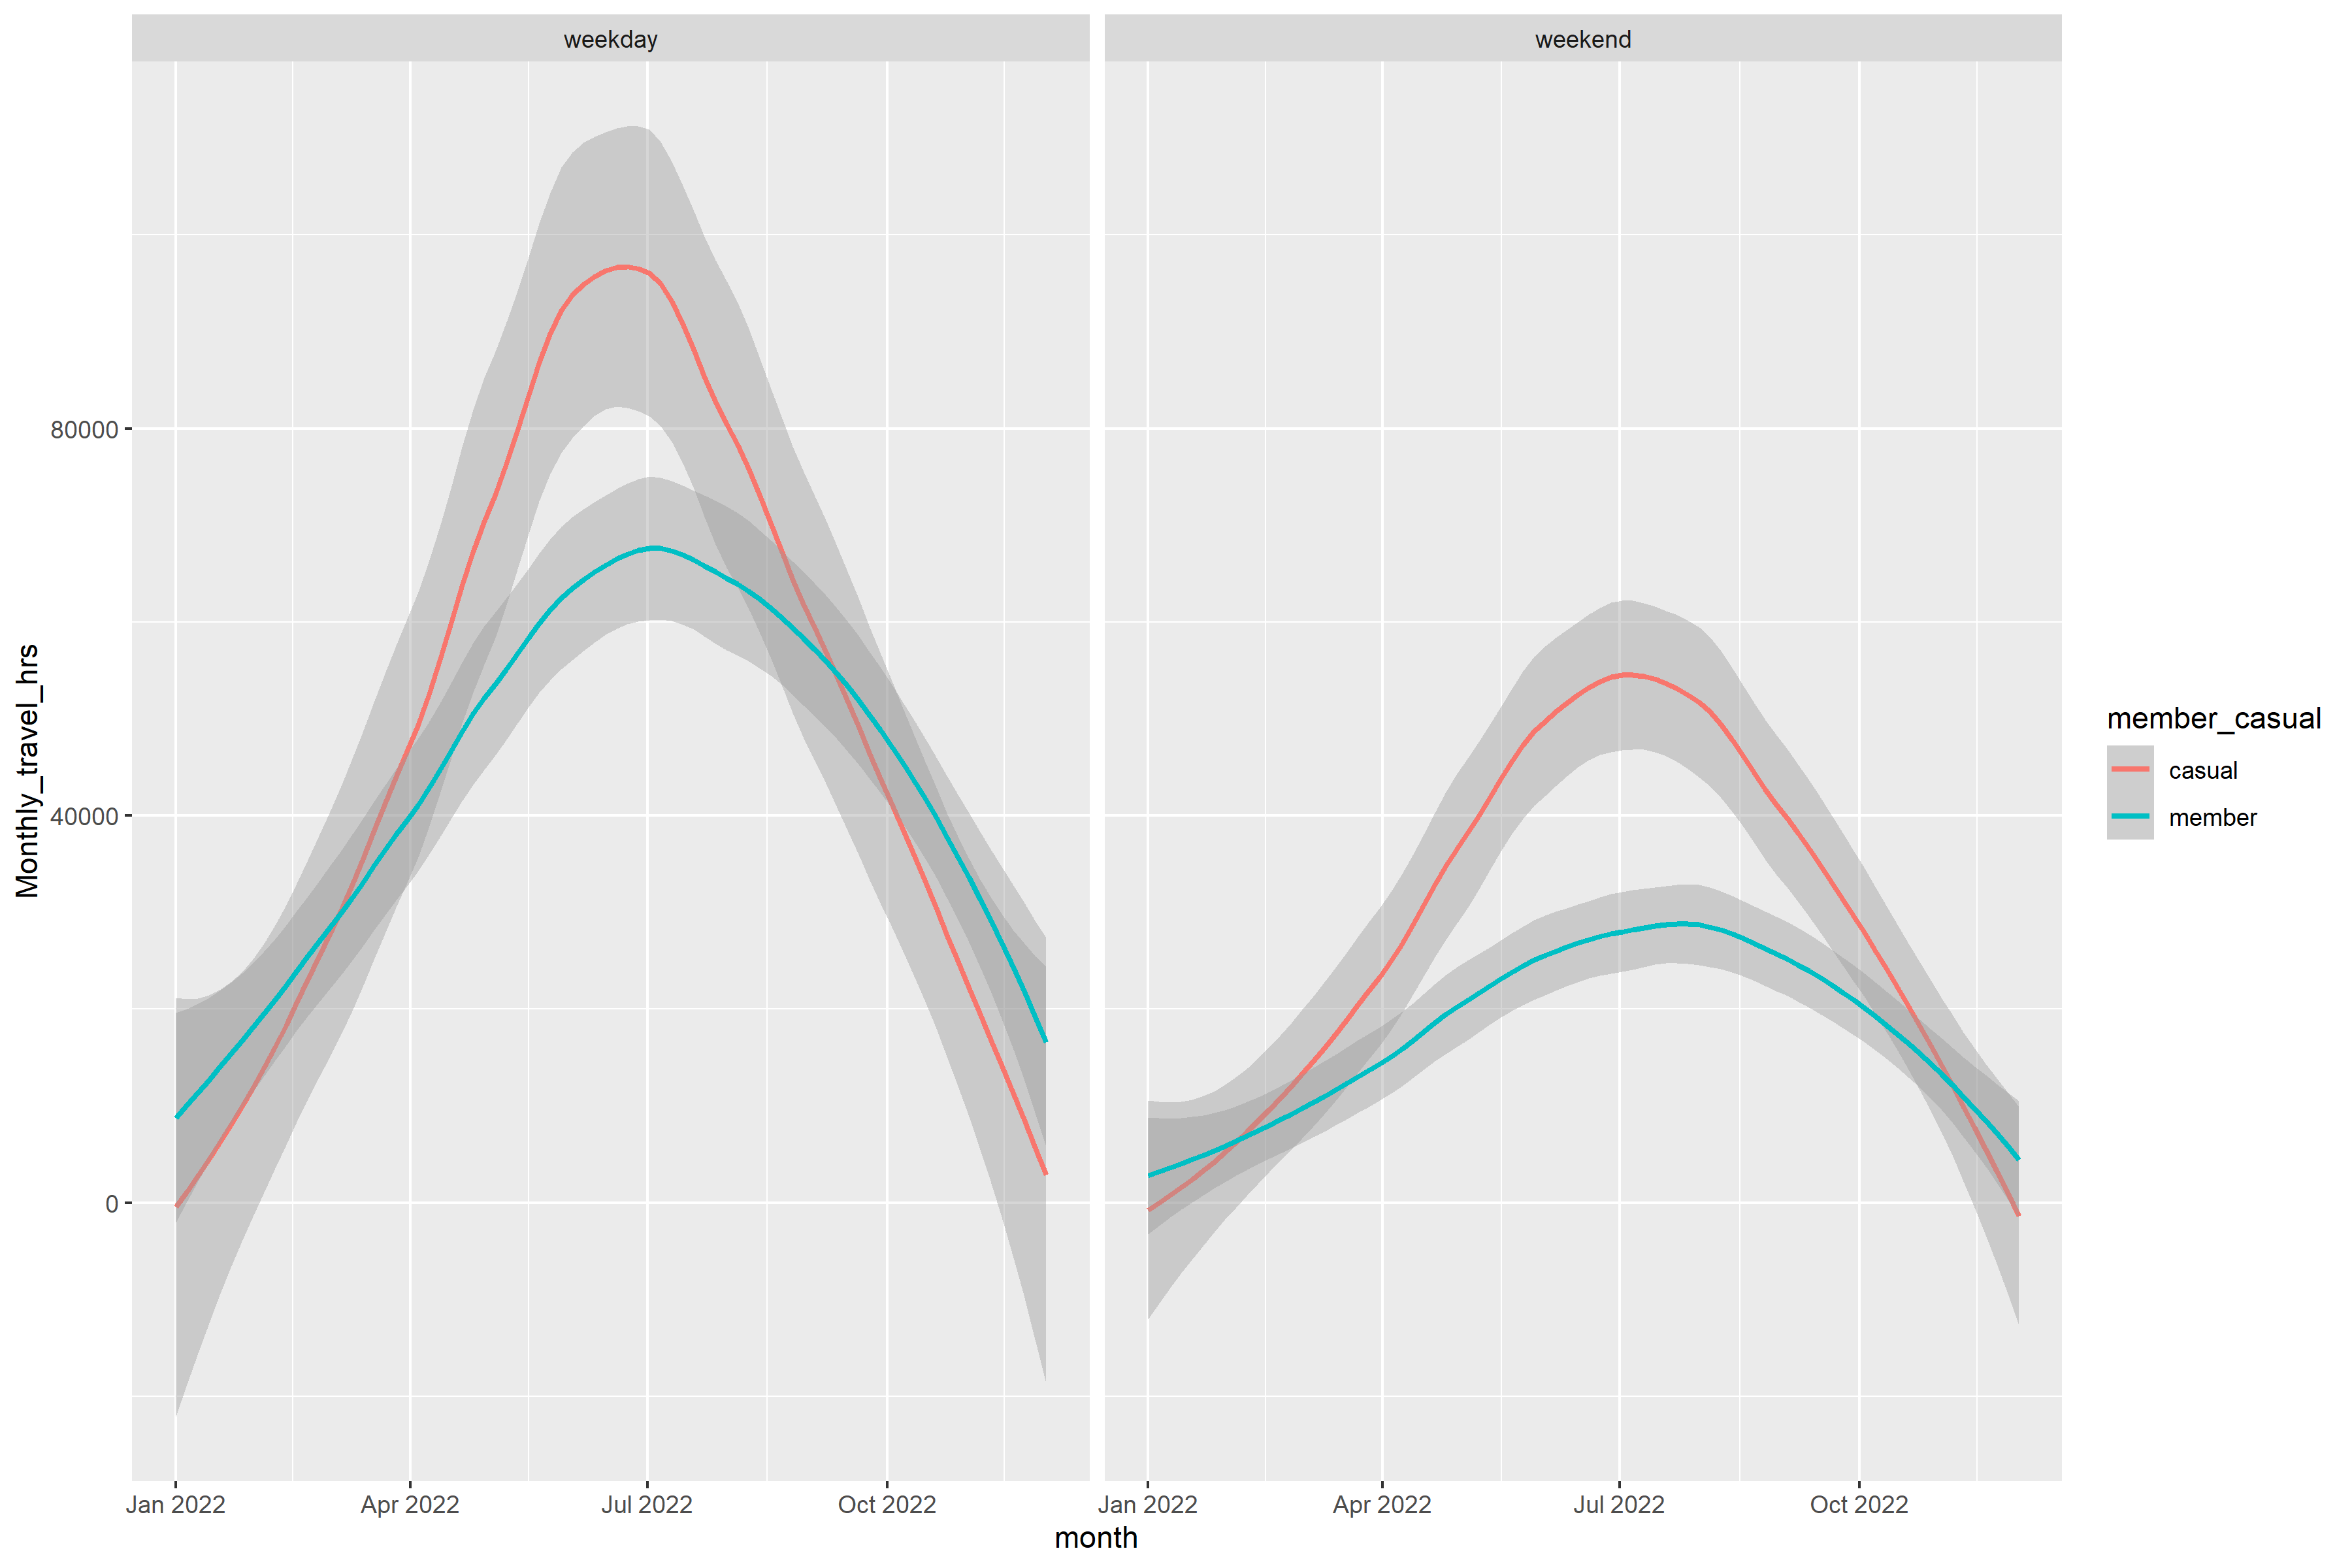 weekday
weekend
Monthly_travel_hrs
80000
40000
0
Jan 2022 Apr 2022 Jul 2022 Oct 2022
Jan 2022 Apr 2022 Jul 2022 Oct 2022
month
member_casual
casual
member